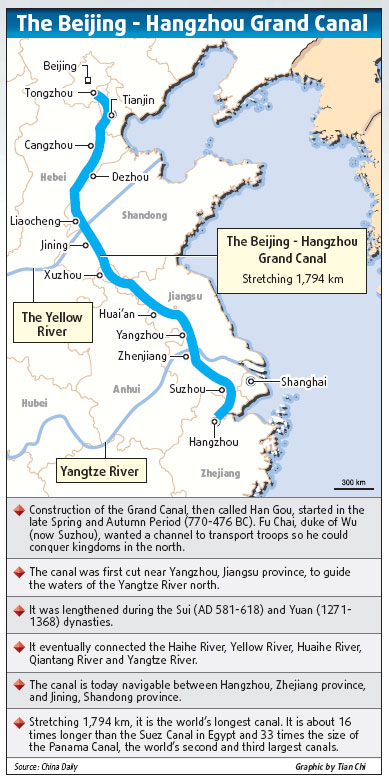 The Beijing - Hangzhou Grand Canal
Beijing
Tongzhou
Tianjin
Cangzhou
Hebei
Dezhou
Shandong
Liaocheng
Jining
The Beijing - Hangzhou
Grand Canal
Stretching 1,794 km
Xuzhou
Jiangsu
The Yellow
River
Huai'an
Yangzhou
Zhenjiang
Anhui
Suzhou
Shanghai
Hubei
Hangzhou
Yangtze River
Zhejiang
300 km
Construction of the Grand Canal, then called Han Gou, started in the
late Spring and Autumn Period (770-476 BC). Fu Chai, duke of Wu
(now Suzhou), wanted a channel to transport troops so he could
conquer kingdoms in the north.
The canal was first cut near Yangzhou, Jiangsu province, to guide
the waters of the Yangtze River north.
It was lengthened during the Sui (AD 581-618) and Yuan (1271-
1368) dynasties.
It eventually connected the Haihe River, Yellow River, Huaihe River,
Qiantang River and Yangtze River.
The canal is today navigable between Hangzhou, Zhejiang province,
and Jining, Shandong province.
Stretching 1,794 km, it is the world's longest canal. It is about 16
times longer than the Suez Canal in Egypt and 33 times the size of
the Panama Canal, the world's second and third largest canals.
Source: China Daily
Graphic by Tian Chi